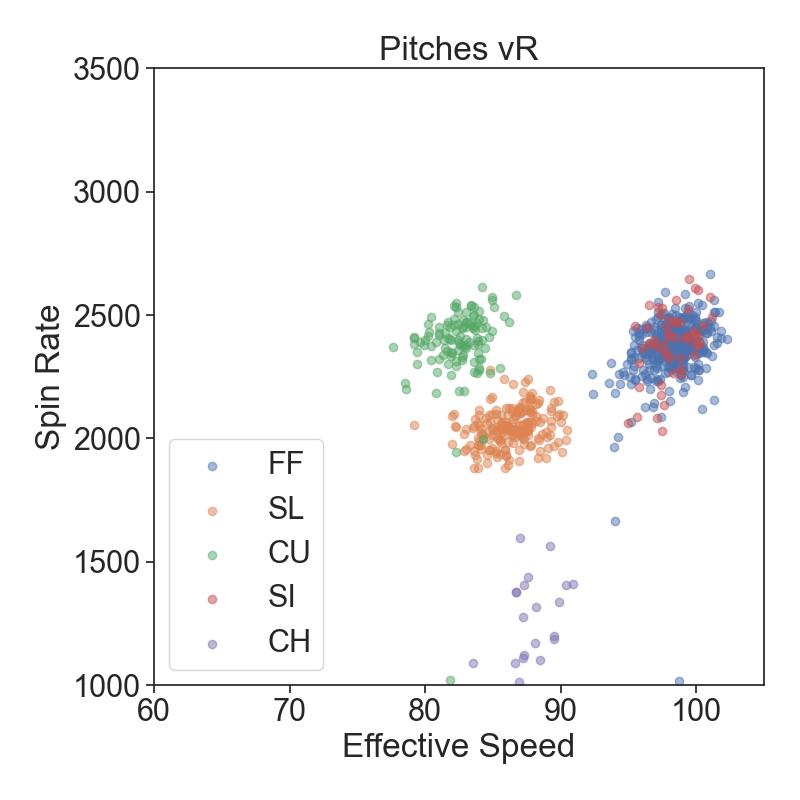 Pitches vR
3500
3000
2500
2000
1500
1000
Spin Rate
FF
SL
CU
SI
CH
60 70 80 90 100
Effective Speed